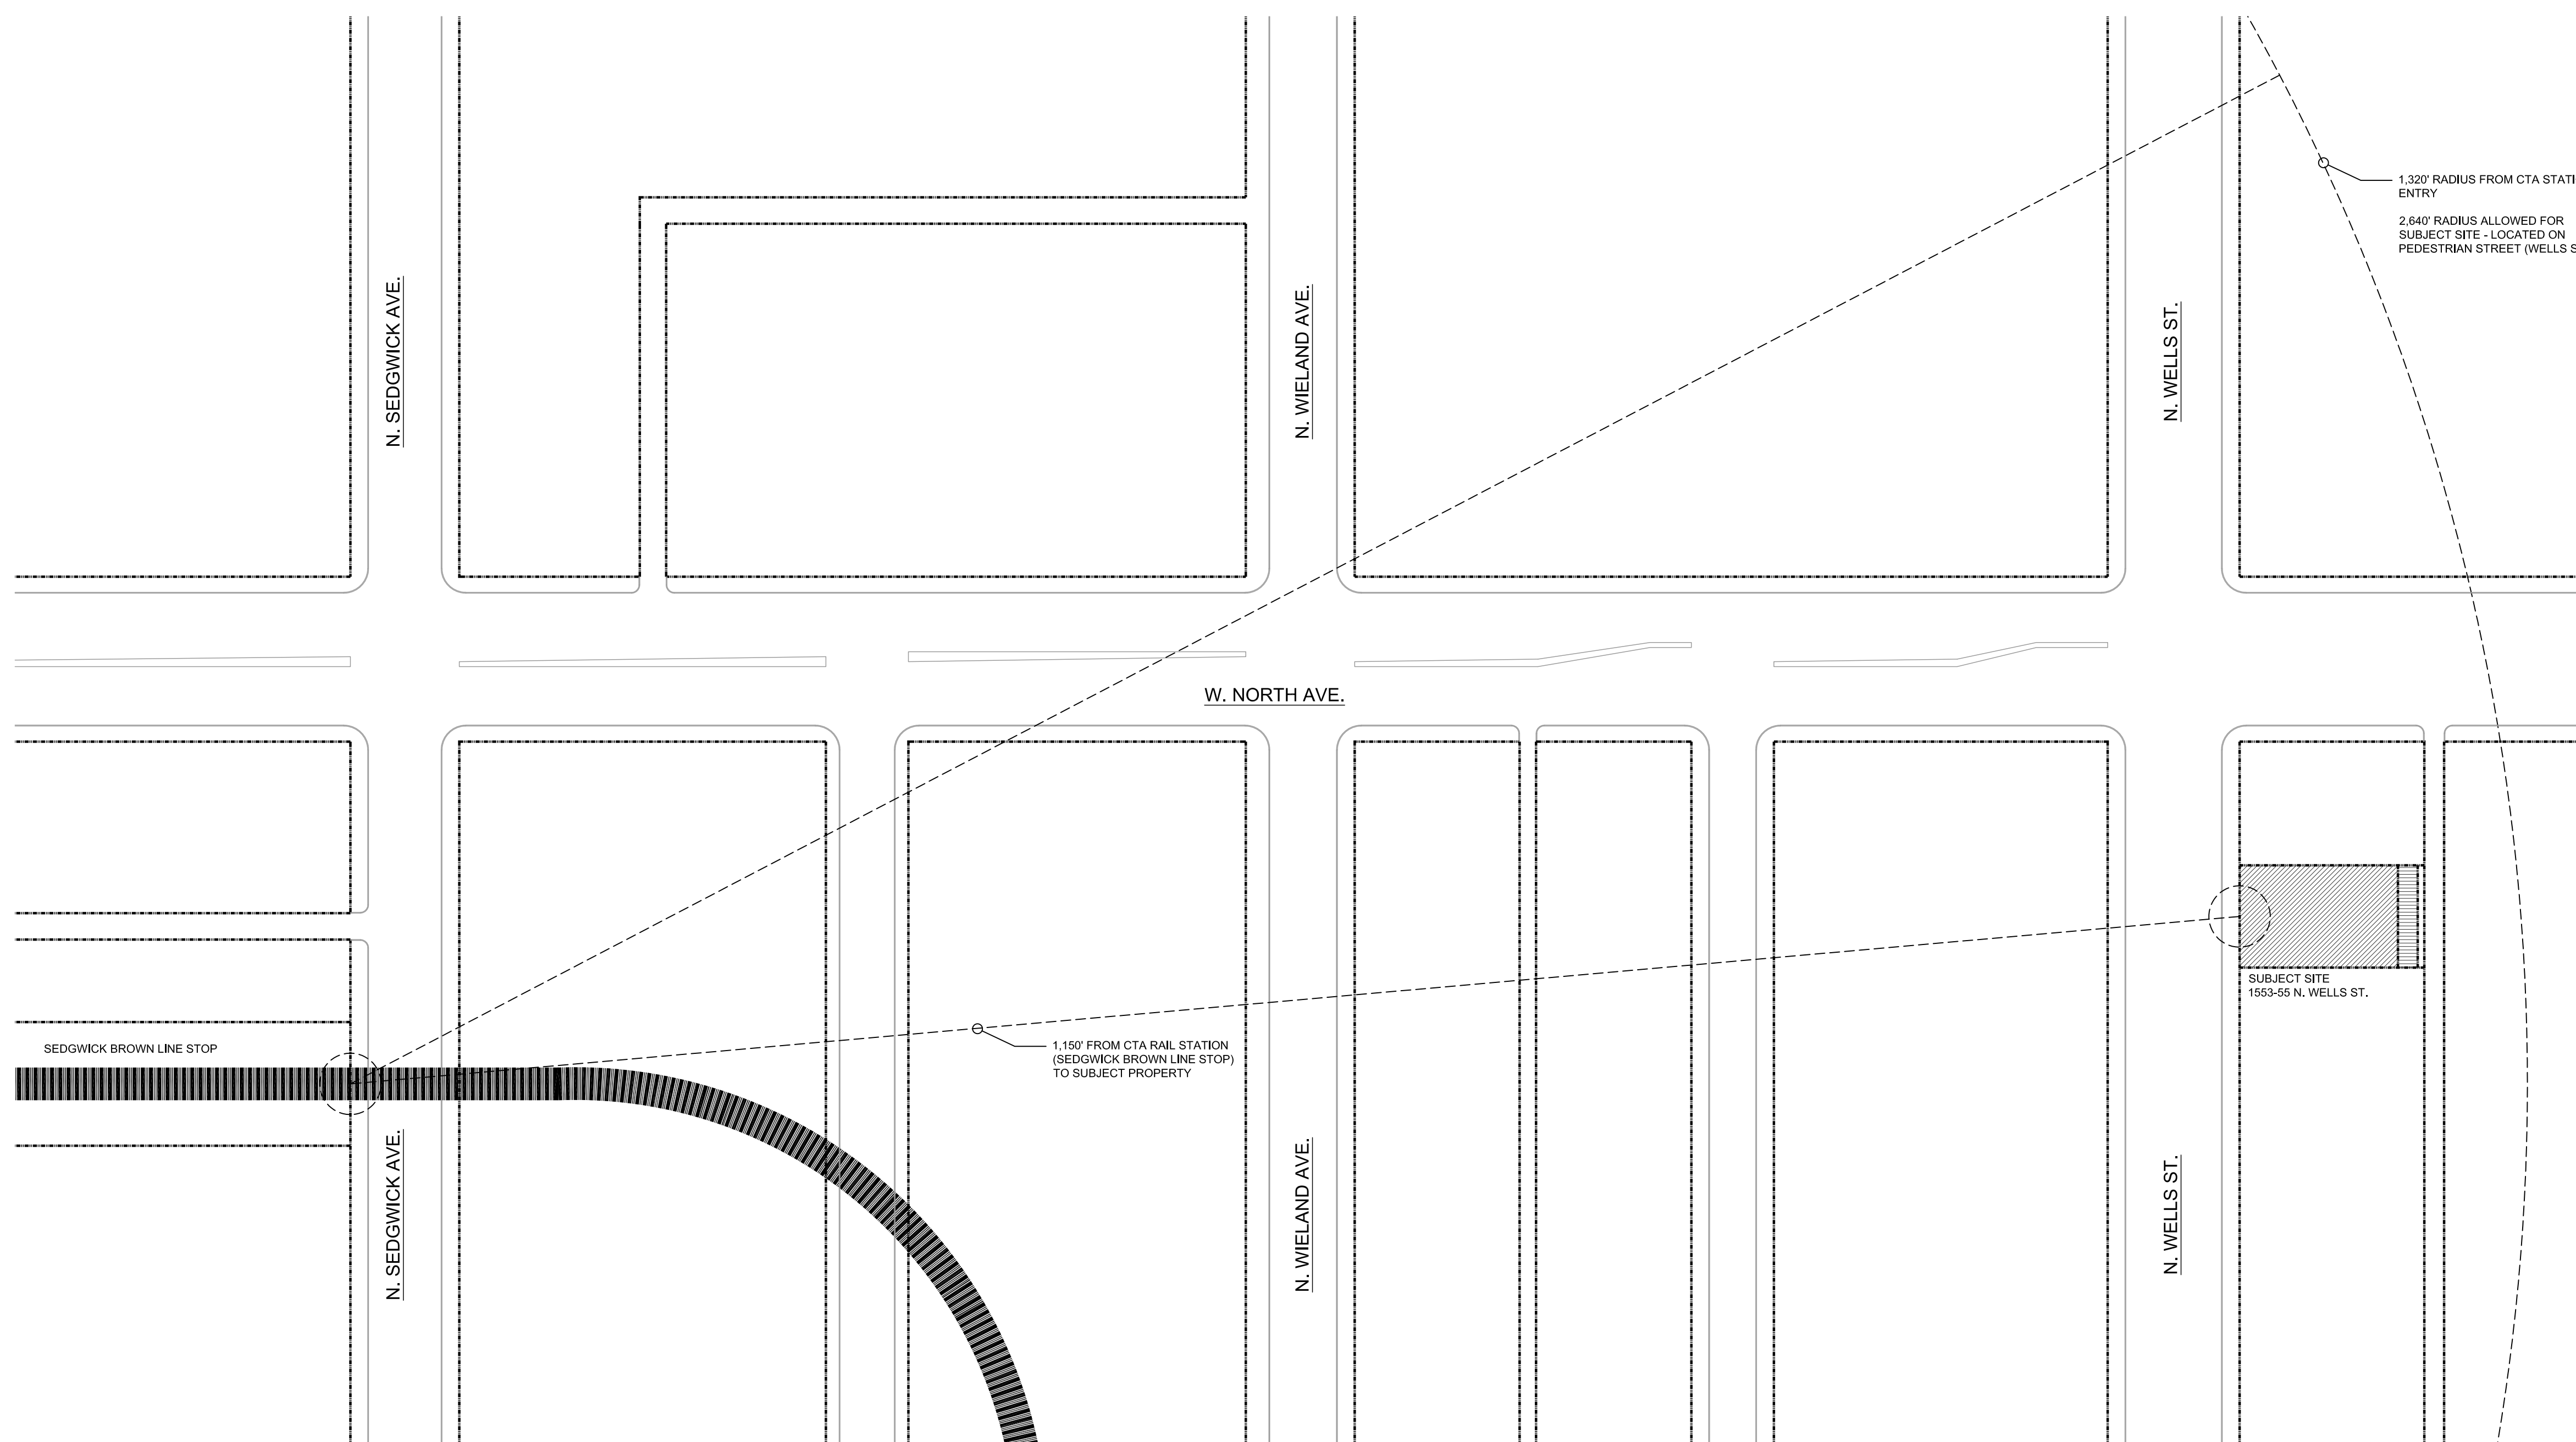 1,320' RADIUS FROM CTA STATI
ENTRY
2,640' RADIUS ALLOWED FOR
SUBJECT SITE - LOCATED ON
PEDESTRIAN STREET (WELLS S
N. SEDGWICK AVE.
N. WIELAND AVE.
N. WELLS ST.
W. NORTH AVE.
SUBJECT SITE
1553-55 N. WELLS ST.
SEDGWICK BROWN LINE STOP
1,150' FROM CTA RAIL STATION
(SEDGWICK BROWN LINE STOP)
TO SUBJECT PROPERTY
N. SEDGWICK AVE.
N. WIELAND AVE.
N. WELLS ST.